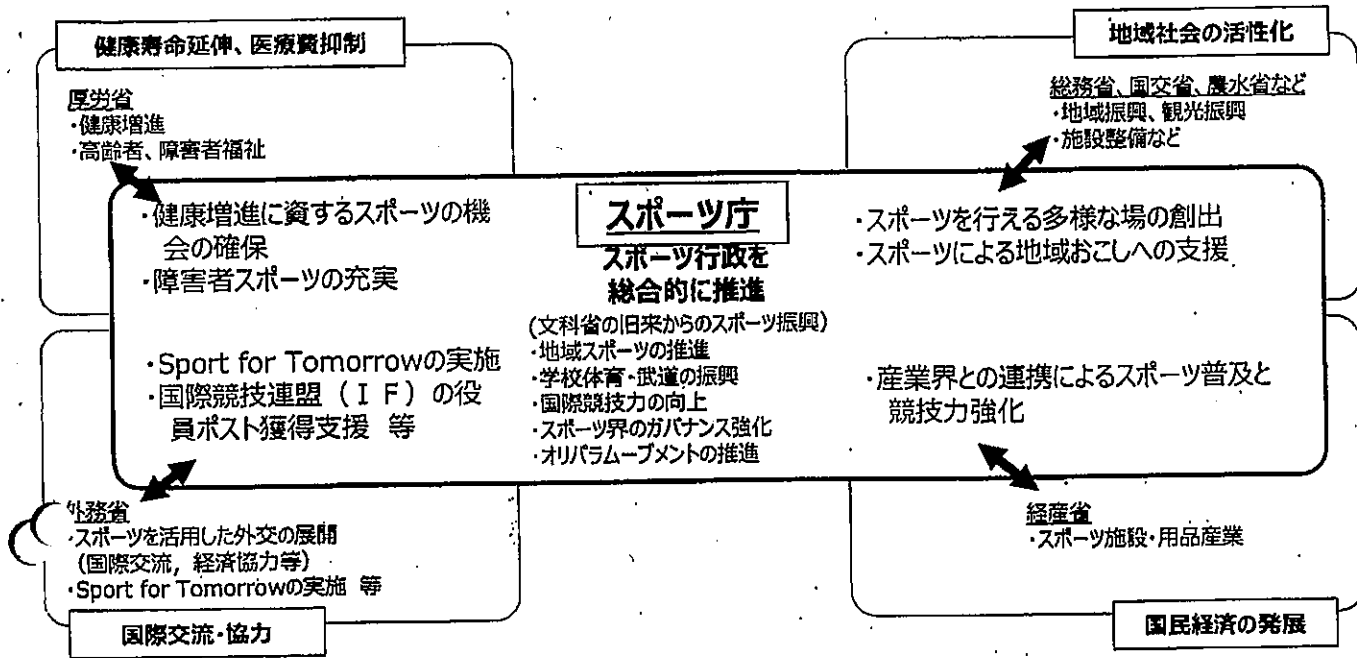 健康寿命延伸、医療費抑制
厚労省
・健康増進
・高齢者、障害者福祉
地域社会の活性化
総務省、国交省、農水省など
・地域振興、観光振興
・施設整備など
・健康増進に資するスポーツの機
会の確保
・障害者スポーツの充実
・Sport for Tomorrowの実施
・国際競技連盟（ＩＦ）の役
員ポスト獲得支援 等
スポーツ庁
スポーツ行政を
総合的に推進
(文科省の旧来からのスポーツ振興)
・地域スポーツの推進
・学校体育・武道の振興
・国際競技力の向上
・スポーツ界のガバナンス強化
・オリパラムーブメントの推進
・スポーツを行える多様な場の創出
・スポーツによる地域おこしへの支援
・産業界との連携によるスポーツ普及と
競技力強化
外務省
・スポーツを活用した外交の展開
(国際交流，経済協力等)
・Sport for Tomorrowの実施 等
国際交流・協力
経産省
・スポーツ施設・用品産業
国民経済の発展